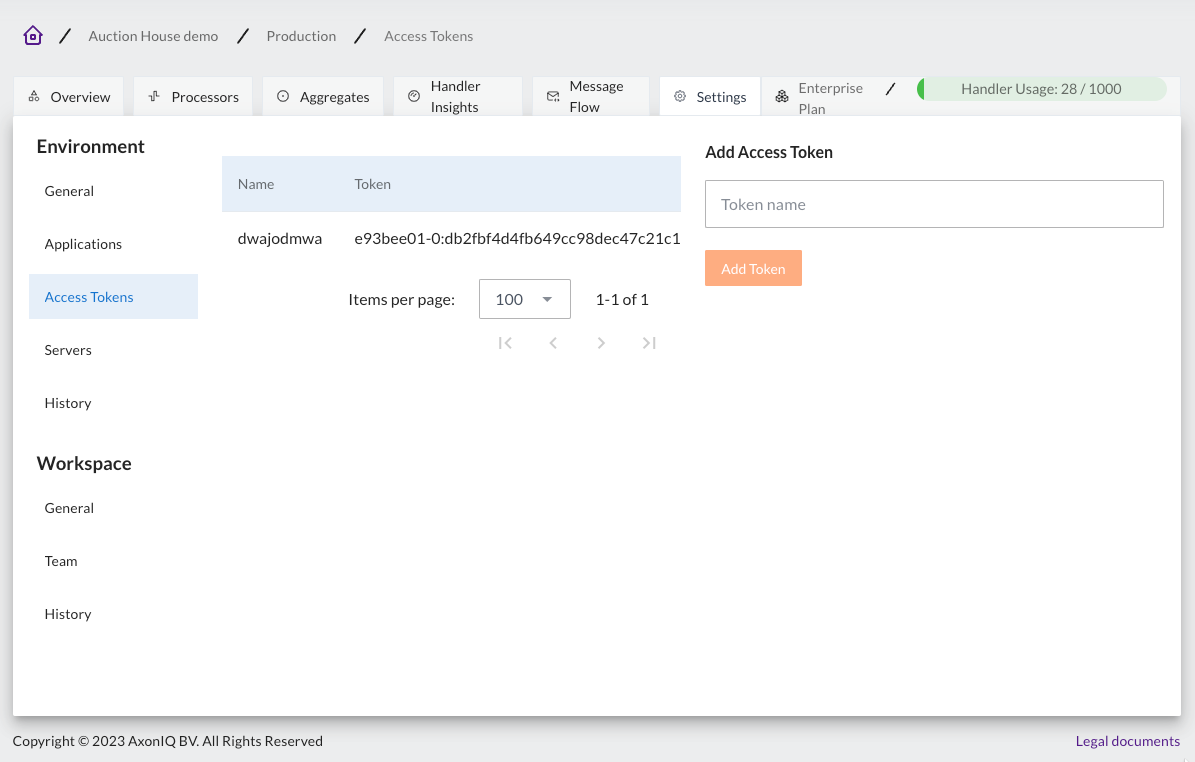 Auction House demo / Production / Access Tokens
Overview
Processors
Aggregates
Handler
Insights
Message
Flow
Settings
Enterprise
Plan
/
Handler Usage: 28 / 1000
Environment
General
Applications
Access Tokens
Servers
History
Workspace
General
Team
History
Name Token
dwajodmwa e93bee01-0:db2fbf4d4fb649cc98dec47c21c1
Items per page: 100 1-1 of 1
Add Access Token
Token name
Add Token
Copyright © 2023 AxonIQ BV. All Rights Reserved
Legal documents